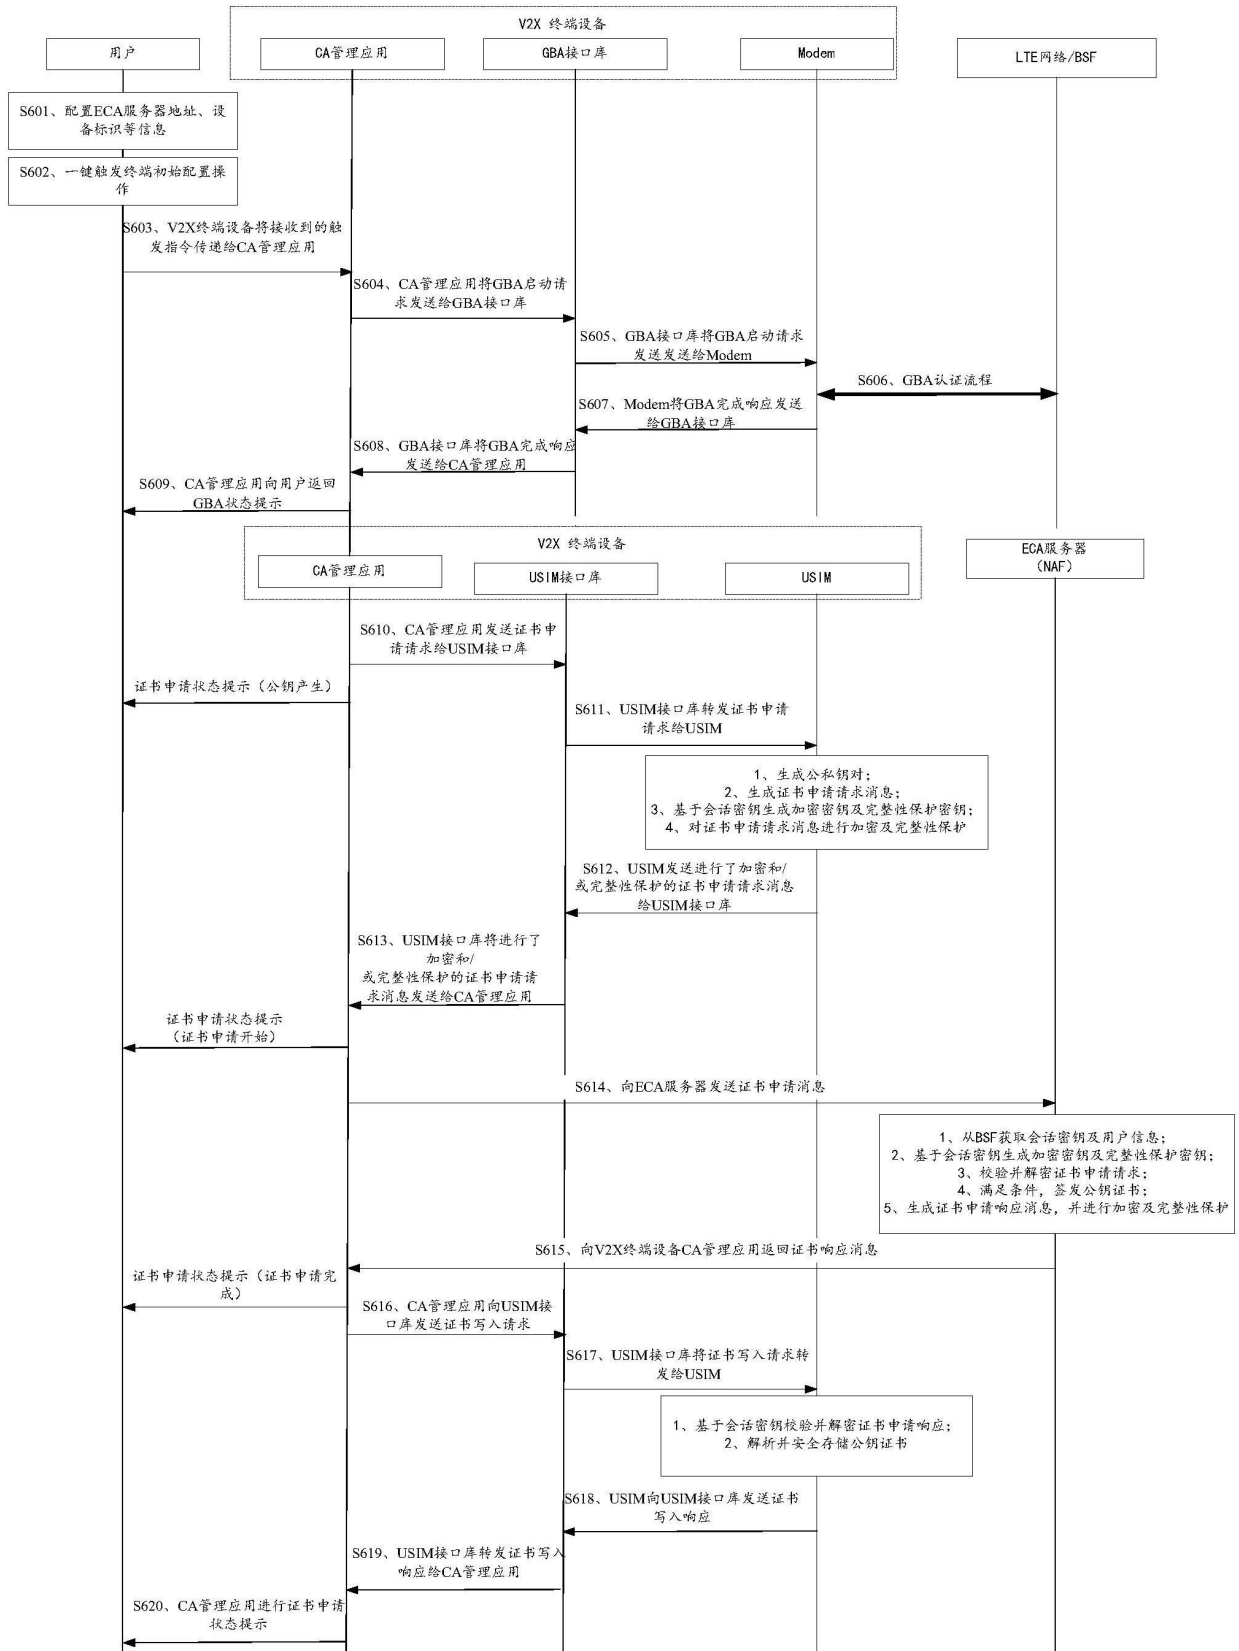 V2X 终端设备
用户
CA管理应用
GBA接口库
Modem
LTE网络/BSF
S601、配置ECA服务器地址、设
备标识等信息
S602、一键触发终端初始配置操
作
S603、V2X终端设备将接收到的触
发指令传递给CA管理应用
S604、CA管理应用将GBA启动请
求发送给GBA接口库
S605、GBA接口库将GBA启动请求
发送发送给Modem
S606、GBA认证流程
S607、Modem将GBA完成响应发送
给GBA接口库
S608、GBA接口库将GBA完成响应
发送给CA管理应用
S609、CA管理应用向用户返回
GBA状态提示
V2X 终端设备
CA管理应用
USIM接口库
USIM
ECA服务器
（NAF）
S610、CA管理应用发送证书申
请请求给USIM接口库
证书申请状态提示（公钥产生）
S611、USIM接口库转发证书申请
请求给USIM
1、生成公私钥对；
2、生成证书申请请求消息；
3、基于会话密钥生成加密密钥及完整性保护密钥；
4、对证书申请请求消息进行加密及完整性保护
S612、USIM发送进行了加密和/
或完整性保护的证书申请请求消息
给USIM接口库
S613、USIM接口库将进行了
加密和/
或完整性保护的证书申请请
求消息发送给CA管理应用
证书申请状态提示
（证书申请开始）
S614、向ECA服务器发送证书申请消息
1、从BSF获取会话密钥及用户信息；
2、基于会话密钥生成加密密钥及完整性保护密钥；
3、校验并解密证书申请请求；
4、满足条件，签发公钥证书；
5、生成证书申请响应消息，并进行加密及完整性保护
S615、向V2X终端设备CA管理应用返回证书响应消息
证书申请状态提示（证书申请完
成）
S616、CA管理应用向USIM接
口库发送证书写入请求
S617、USIM接口库将证书写入请求转
发给USIM
1、基于会话密钥校验并解密证书申请响应；
2、解析并安全存储公钥证书
S618、USIM向USIM接口库发送证书
写入响应
S619、USIM接口库转发证书写入
响应给CA管理应用
S620、CA管理应用进行证书申请
状态提示